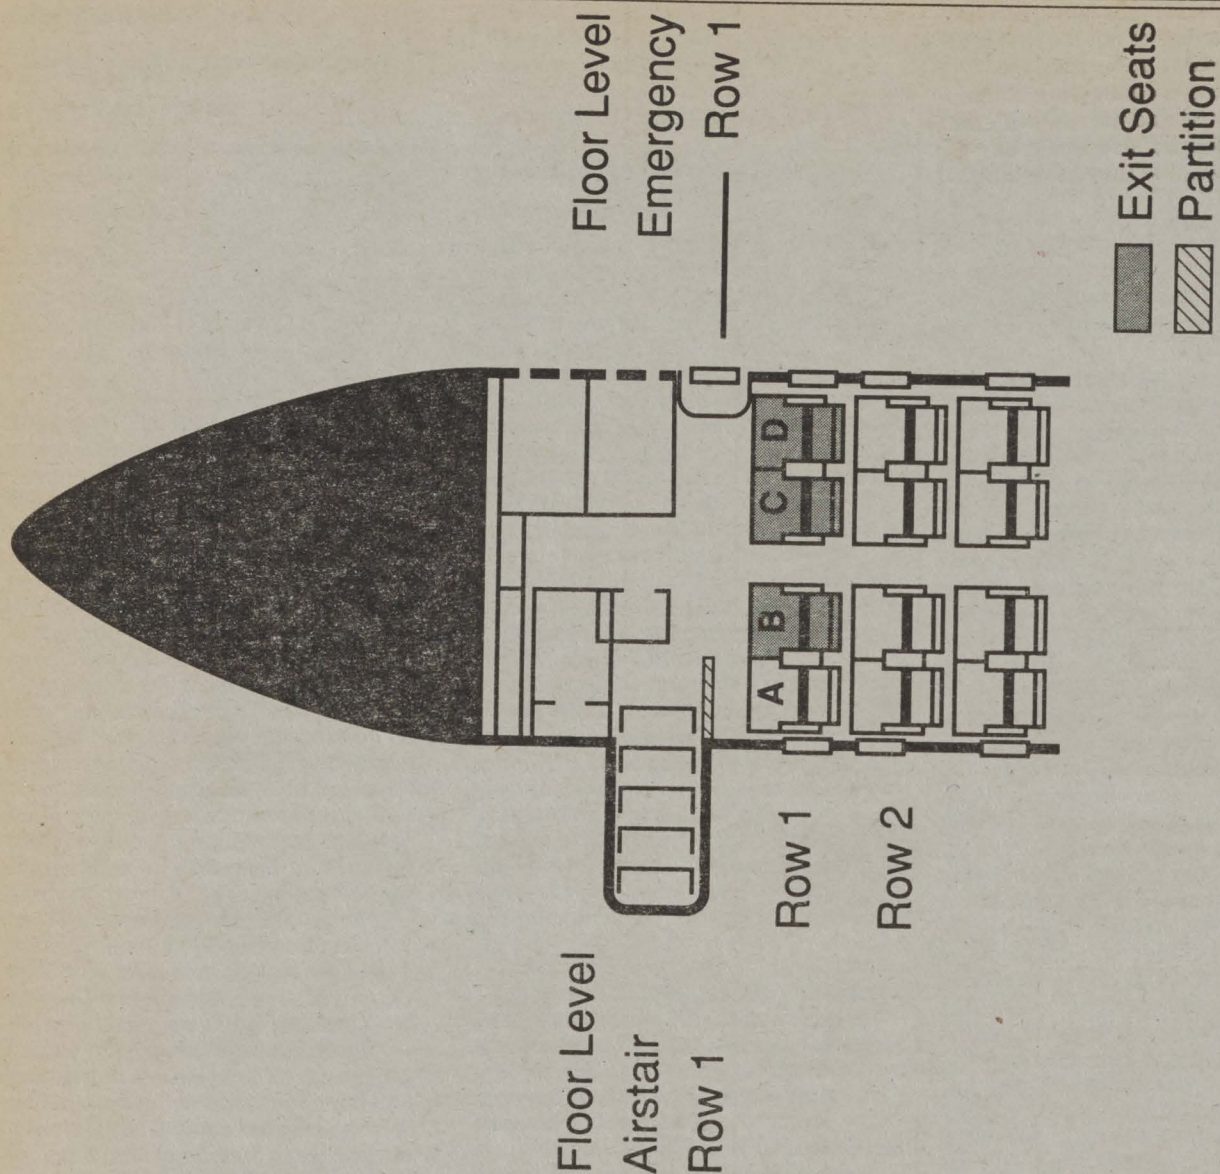 Floor Level
Emergency
Row 1
Exit Seats
Partition
A
B
C
D
Row 1
Row 2
Floor Level
Airstair
Row 1